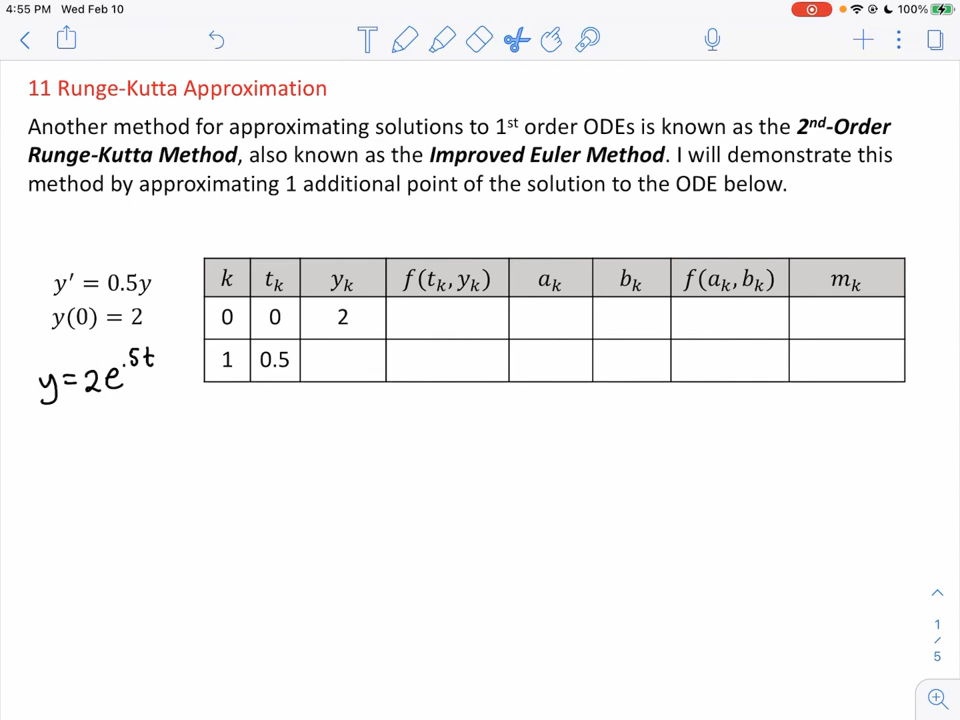 4:55 PM Wed Feb 10
100%
T
11 Runge-Kutta Approximation
Another method for approximating solutions to 1st order ODEs is known as the 2nd-Order
Runge-Kutta Method, also known as the Improved Euler Method. I will demonstrate this
method by approximating 1 additional point of the solution to the ODE below.
y′ = 0.5y
y(0) = 2
y=2e^.5t
k t_k y_k f(t_k, y_k) a_k b_k f(a_k, b_k) m_k
0 0 2
1 0.5
1
/
5